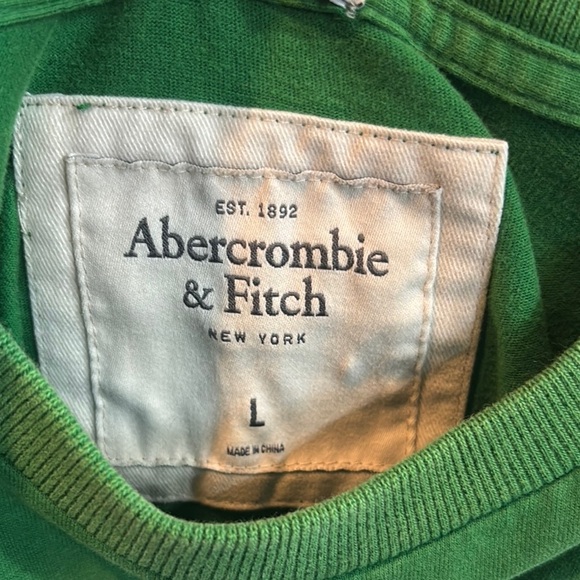 EST. 1892
Abercrombie
& Fitch
NEW YORK
L
MADE IN CHINA